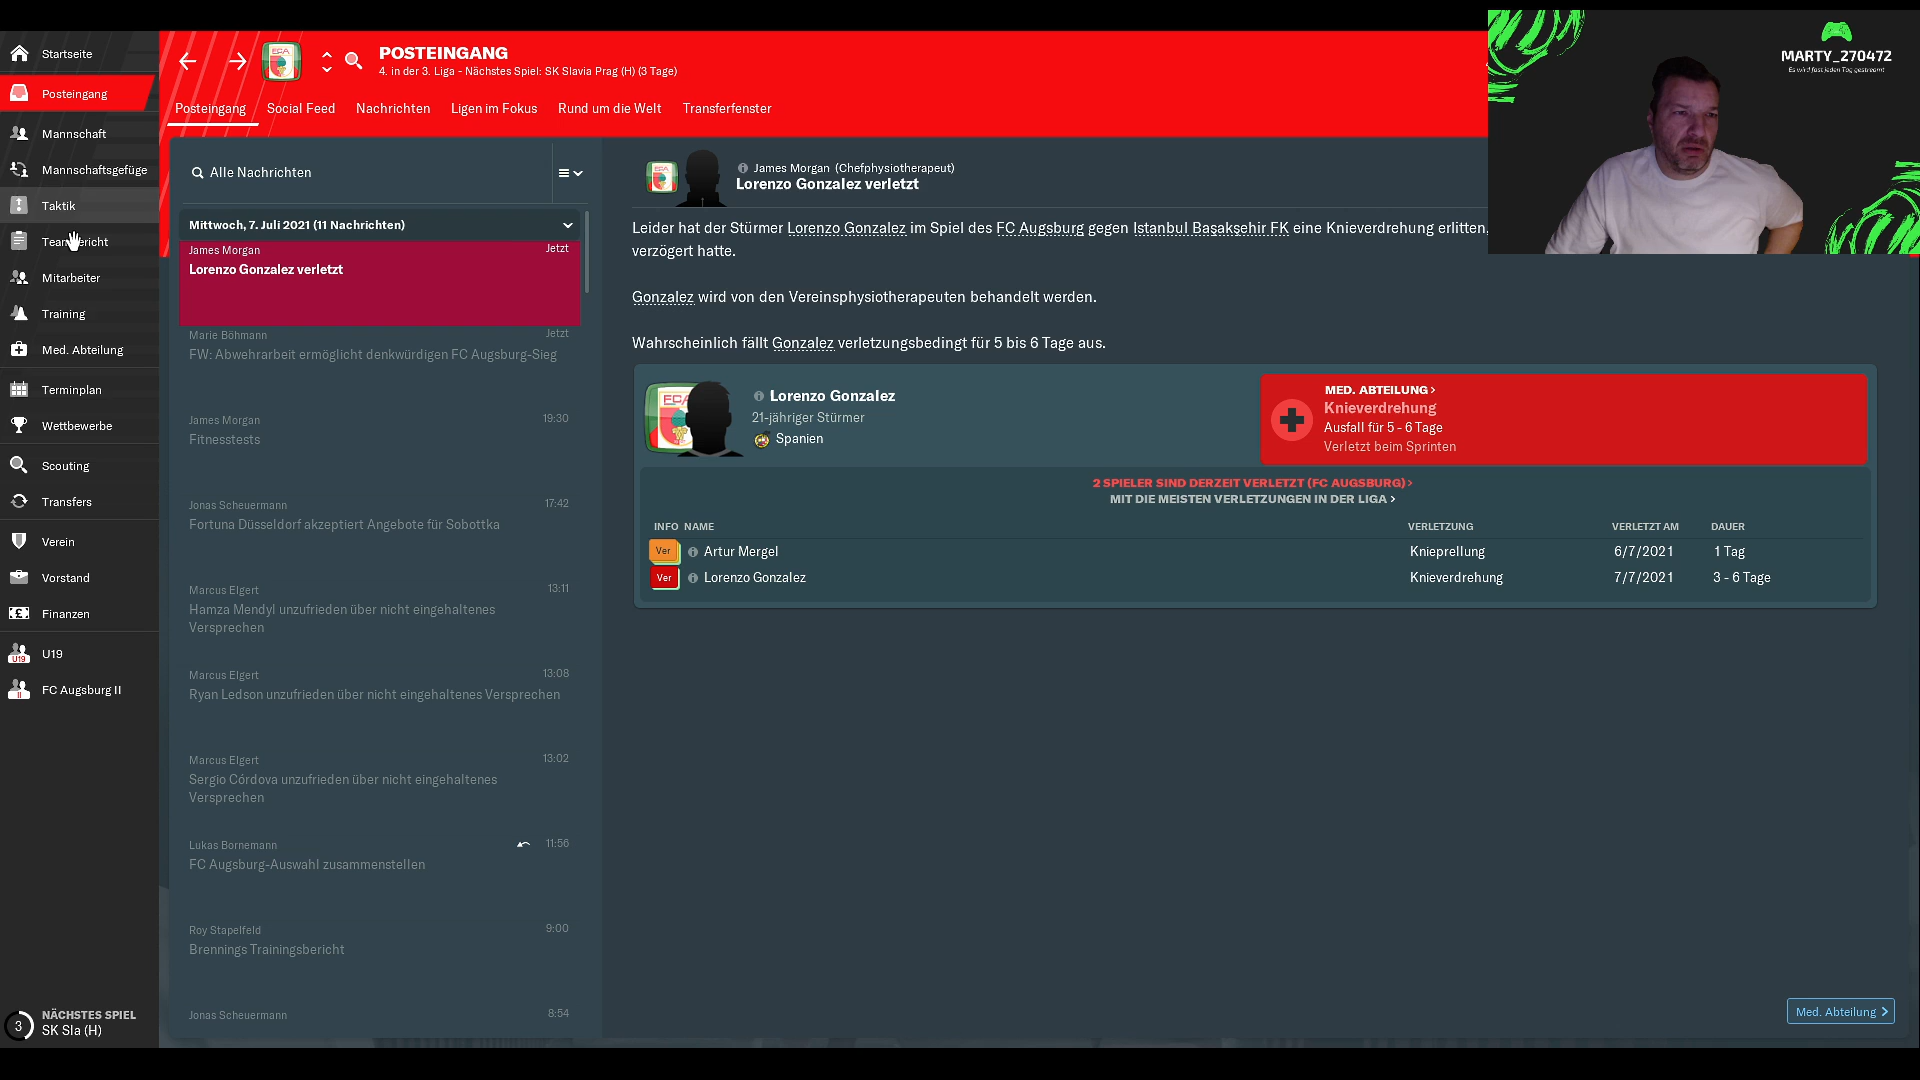 Startseite
Posteingang
Mannschaft
Mannschaftsgefüge
Taktik
Mitarbeiter
Training
Med. Abteilung
Terminplan
Wettbewerbe
Scouting
Transfers
Verein
Vorstand
Finanzen
U19
U19
FC Augsburg II
II
3
NÄCHSTES SPIEL
SK Sla (H)
FCA
POSTEINGANG
4. in der 3. Liga - Nächstes Spiel: SK Slavia Prag (H) (3 Tage)
Posteingang
Social Feed
Nachrichten
Ligen im Fokus
Rund um die Welt
Transferfenster
MARTY_270472
Es wird fast jeden Tag gestreamt
Alle Nachrichten
Mittwoch, 7. Juli 2021 (11 Nachrichten)
James Morgan
Jetzt
Lorenzo Gonzalez verletzt
Marie Böhmann
Jetzt
FW: Abwehrarbeit ermöglicht denkwürdigen FC Augsburg-Sieg
James Morgan
19:30
Fitnesstests
Jonas Scheuermann
17:42
Fortuna Düsseldorf akzeptiert Angebote für Sobottka
Marcus Elgert
13:11
Hamza Mendyl unzufrieden über nicht eingehaltenes
Versprechen
Marcus Elgert
13:08
Ryan Ledson unzufrieden über nicht eingehaltenes Versprechen
Marcus Elgert
13:02
Sergio Córdova unzufrieden über nicht eingehaltenes
Versprechen
Lukas Bornemann
11:56
FC Augsburg-Auswahl zusammenstellen
Roy Stapelfeld
9:00
Brennings Trainingsbericht
Jonas Scheuermann
8:54
James Morgan (Chefphysiotherapeut)
Lorenzo Gonzalez verletzt
Leider hat der Stürmer Lorenzo Gonzalez im Spiel des FC Augsburg gegen Istanbul Başakşehir FK eine Knieverdrehung erlitten,
verzögert hatte.
Gonzalez wird von den Vereinsphysiotherapeuten behandelt werden.
Wahrscheinlich fällt Gonzalez verletzungsbedingt für 5 bis 6 Tage aus.
Lorenzo Gonzalez
21-jähriger Stürmer
Spanien
MED. ABTEILUNG >
Knieverdrehung
Ausfall für 5 - 6 Tage
Verletzt beim Sprinten
2 SPIELER SIND DERZEIT VERLETZT (FC AUGSBURG) >
MIT DIE MEISTEN VERLETZUNGEN IN DER LIGA >
INFO NAME VERLETZUNG VERLETZT AM DAUER
Ver Artur Mergel Knieprellung 6/7/2021 1 Tag
Ver Lorenzo Gonzalez Knieverdrehung 7/7/2021 3 - 6 Tage
Med. Abteilung >